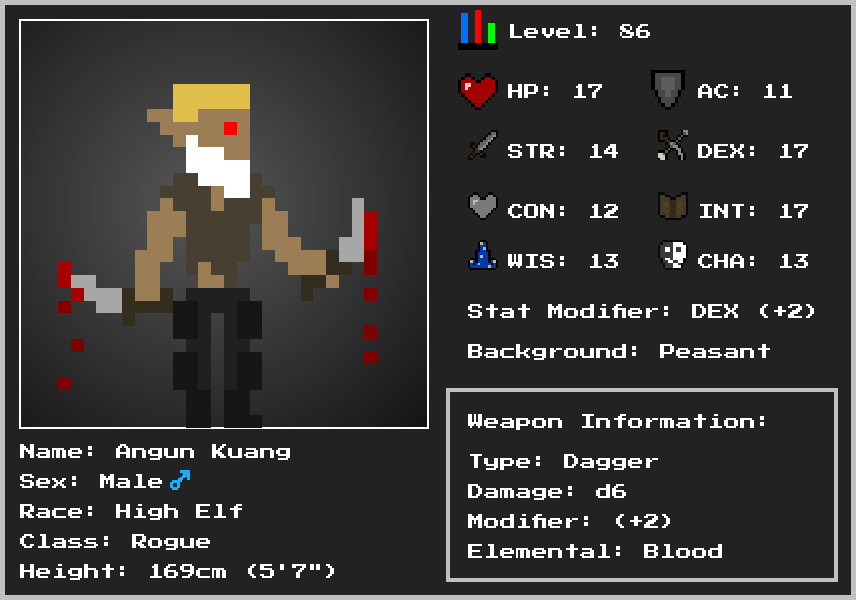 Level: 86
HP: 17 AC: 11
STR: 14 DEX: 17
CON: 12 INT: 17
WIS: 13 CHA: 13
Stat Modifier: DEX (+2)
Background: Peasant
Weapon Information:
Type: Dagger
Damage: d6
Modifier: (+2)
Elemental: Blood
Name: Angun Kuang
Sex: Male ♂
Race: High Elf
Class: Rogue
Height: 169cm (5'7")